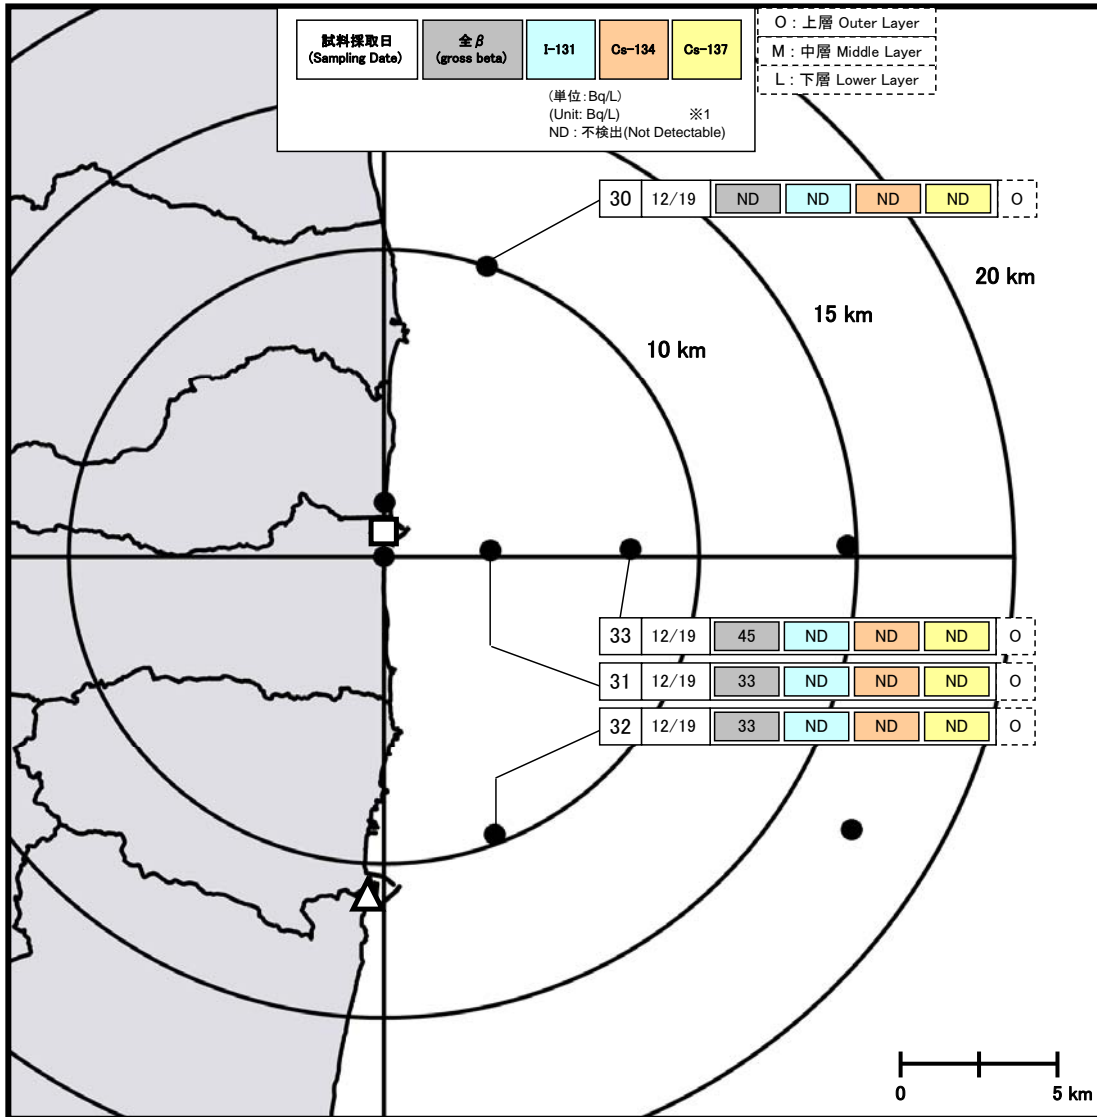 試料採取日
(Sampling Date)
全β
(gross beta)
I-131
Cs-134
Cs-137
(単位:Bq/L)
(Unit: Bq/L) ※1
ND : 不検出(Not Detectable)
O : 上層 Outer Layer
M : 中層 Middle Layer
L : 下層 Lower Layer
30 12/19 ND ND ND ND O
20 km
15 km
10 km
33 12/19 45 ND ND ND O
31 12/19 33 ND ND ND O
32 12/19 33 ND ND ND O
0 5 km